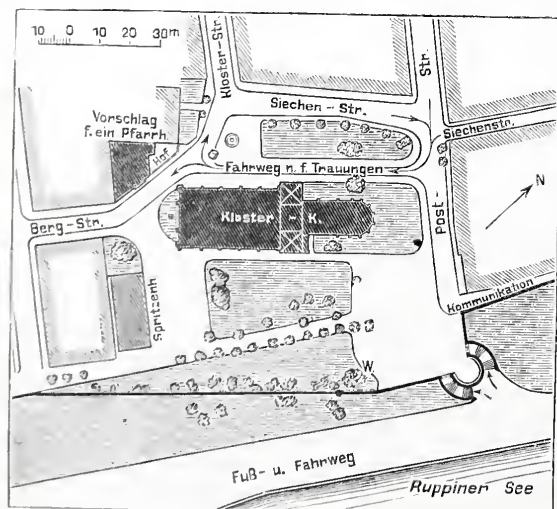 10 0 10 20 30m
Kloster-Str.
Str.
Siechen-Str.
Siechenstr.
Vorschlag
f. ein Pfarrh.
Hof
Fahrweg n. f. Trauungen
N
Kloster - K.
Post-
Berg-Str.
Spritzenh.
Kommunikation
W.
Fuß- u. Fahrweg
Ruppiner See